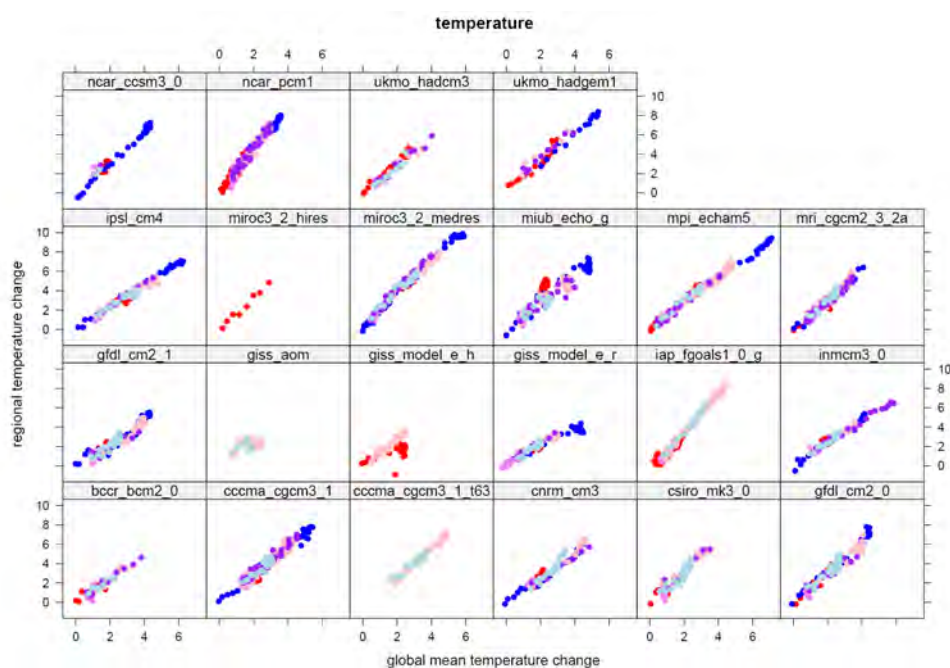 temperature
0 2 4 6 0 2 4 6
ncar_ccsm3_0 ncar_pcm1 ukmo_hadcm3 ukmo_hadgem1
10
8
6
4
2
0
ipsl_cm4 miroc3_2_hires miroc3_2_medres miub_echo_g mpi_echam5 mri_cgcm2_3_2a
10
8
6
4
2
0
gfdl_cm2_1 giss_aom giss_model_e_h giss_model_e_r iap_fgoals1_0_g inmcm3_0
10
8
6
4
2
0
bccr_bcm2_0 cccma_cgcm3_1 cccma_cgcm3_1_t63 cnrm_cm3 csiro_mk3_0 gfdl_cm2_0
10
8
6
4
2
0
0 2 4 6 0 2 4 6 0 2 4 6
global mean temperature change
regional temperature change